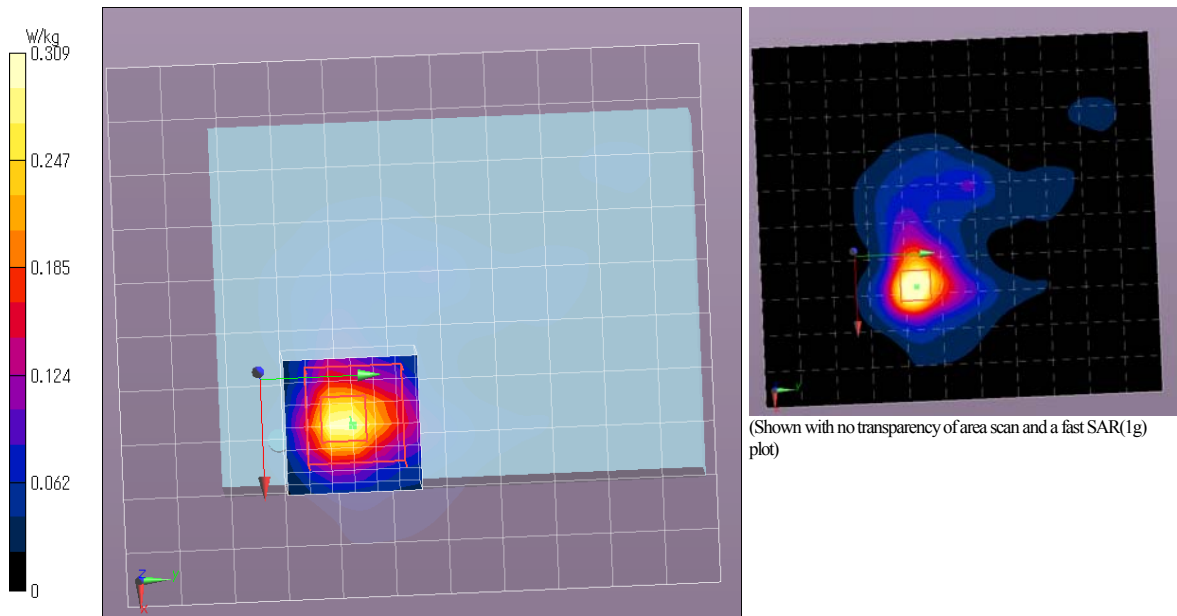 W/kg
0.309
0.247
0.185
0.124
0.062
0
Z
y
x
y
x
(Shown with no transparency of area scan and a fast SAR(1g)
plot)